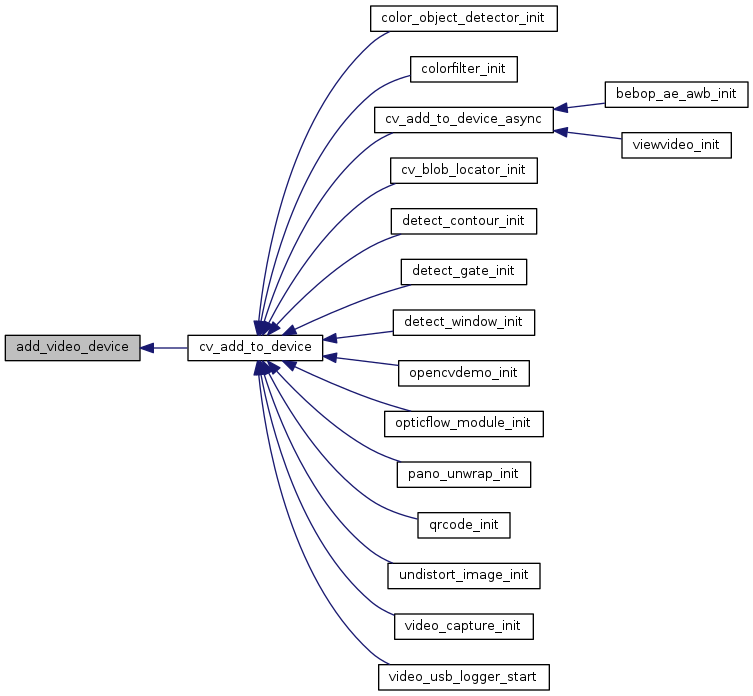 color_object_detector_init
colorfilter_init
bebop_ae_awb_init
cv_add_to_device_async
viewvideo_init
cv_blob_locator_init
detect_contour_init
detect_gate_init
detect_window_init
add_video_device
cv_add_to_device
opencvdemo_init
opticflow_module_init
pano_unwrap_init
qrcode_init
undistort_image_init
video_capture_init
video_usb_logger_start